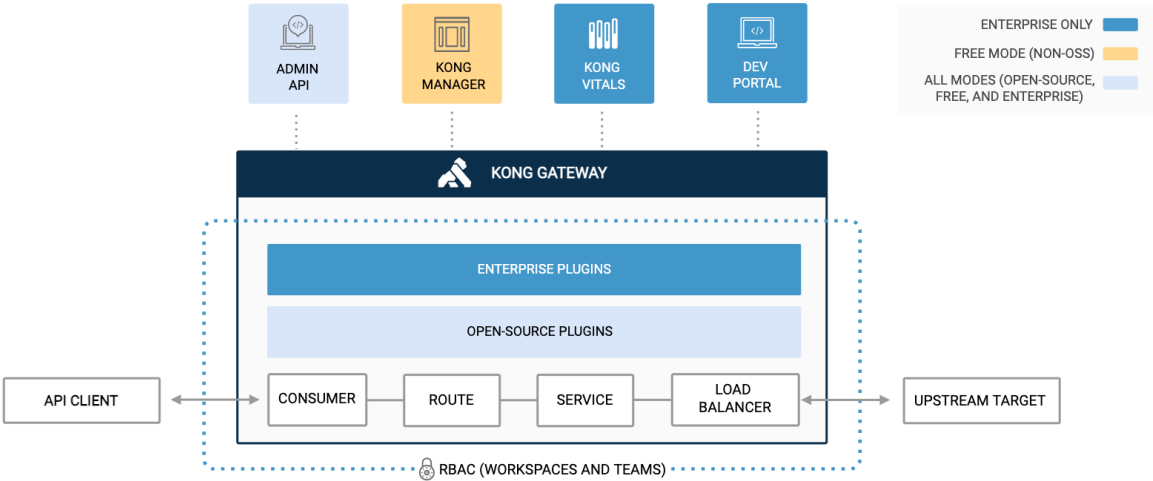 ADMIN
API
KONG
MANAGER
KONG
VITALS
DEV
PORTAL
ENTERPRISE ONLY
FREE MODE (NON-OSS)
ALL MODES (OPEN-SOURCE,
FREE, AND ENTERPRISE)
KONG GATEWAY
ENTERPRISE PLUGINS
OPEN-SOURCE PLUGINS
API CLIENT
CONSUMER
ROUTE
SERVICE
LOAD
BALANCER
UPSTREAM TARGET
RBAC (WORKSPACES AND TEAMS)